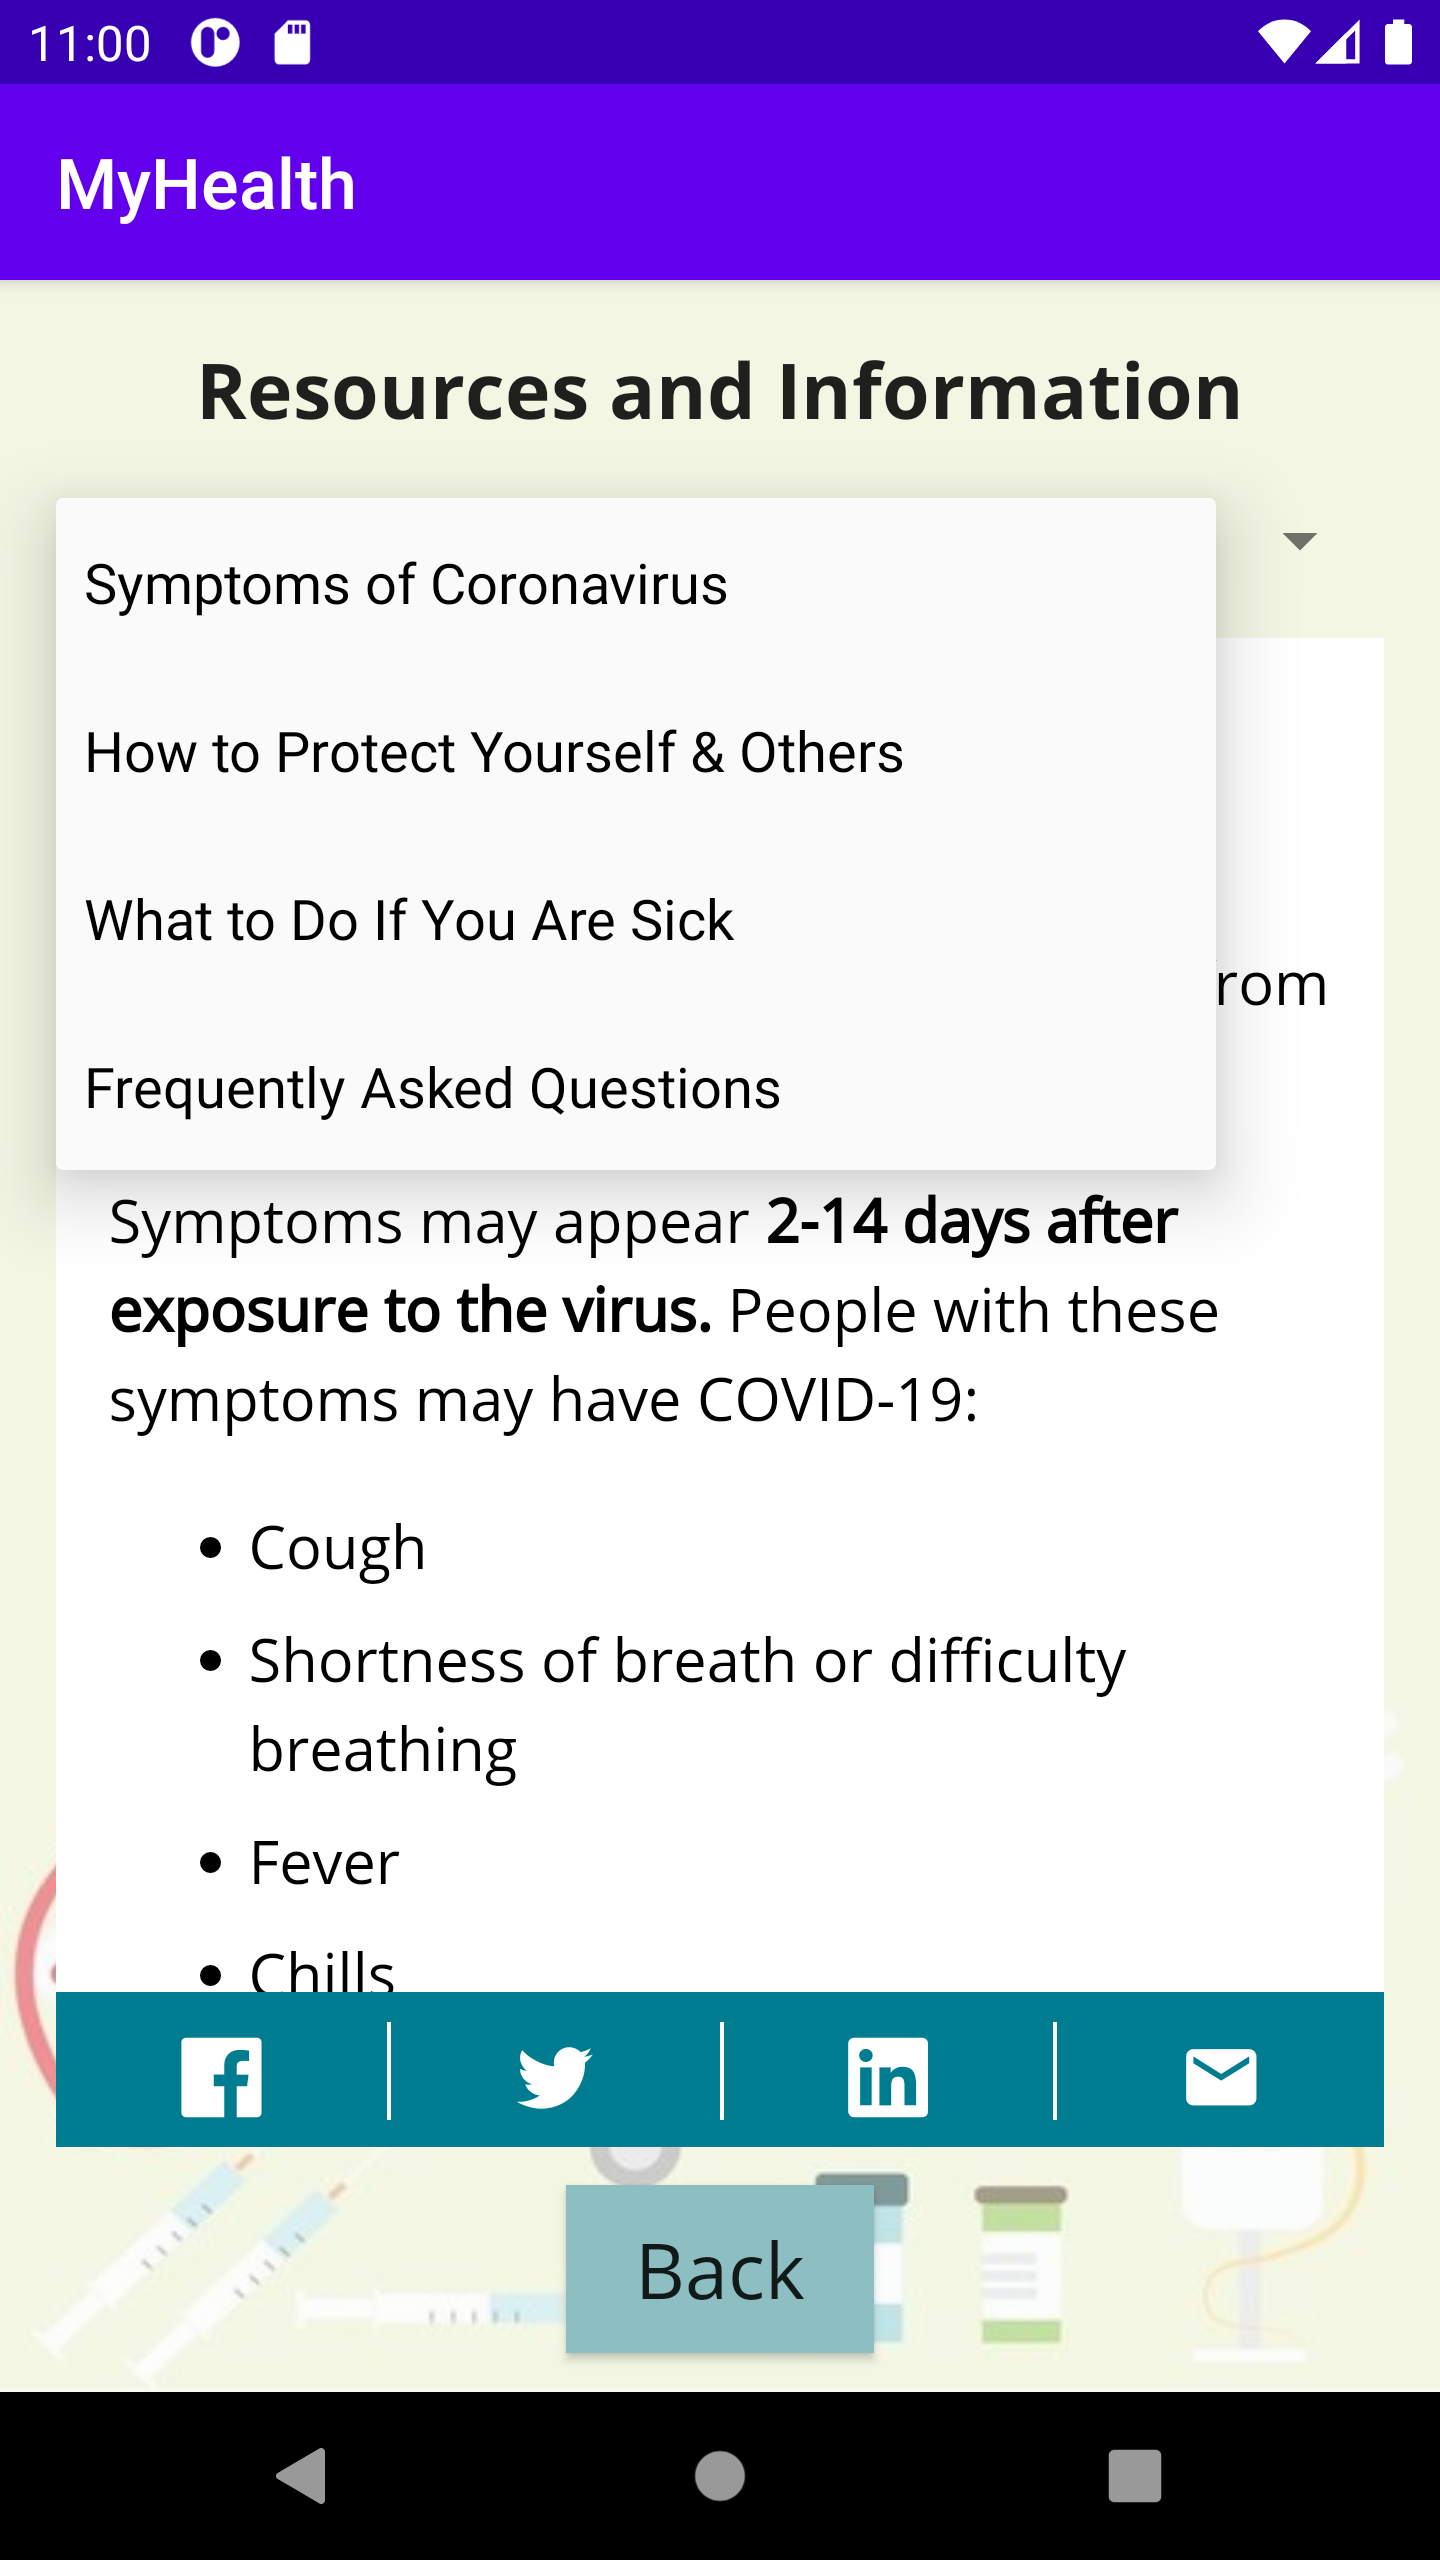 11:00
MyHealth
Resources and Information
Symptoms of Coronavirus
How to Protect Yourself & Others
What to Do If You Are Sick
rom
Frequently Asked Questions
Symptoms may appear 2-14 days after
exposure to the virus. People with these
symptoms may have COVID-19:
Cough
Shortness of breath or difficulty
breathing
Fever
Chills
Back